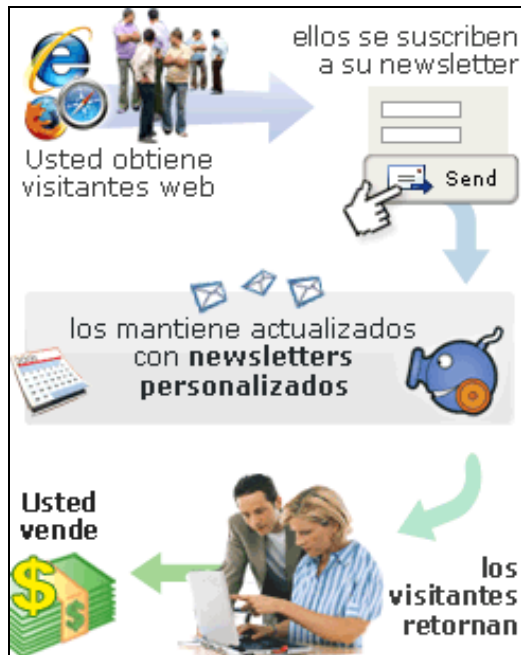 Usted obtiene
visitantes web
ellos se suscriben
a su newsletter
Send
los mantiene actualizados
con newsletters
personalizados
los
visitantes
retornan
Usted
vende
$
$